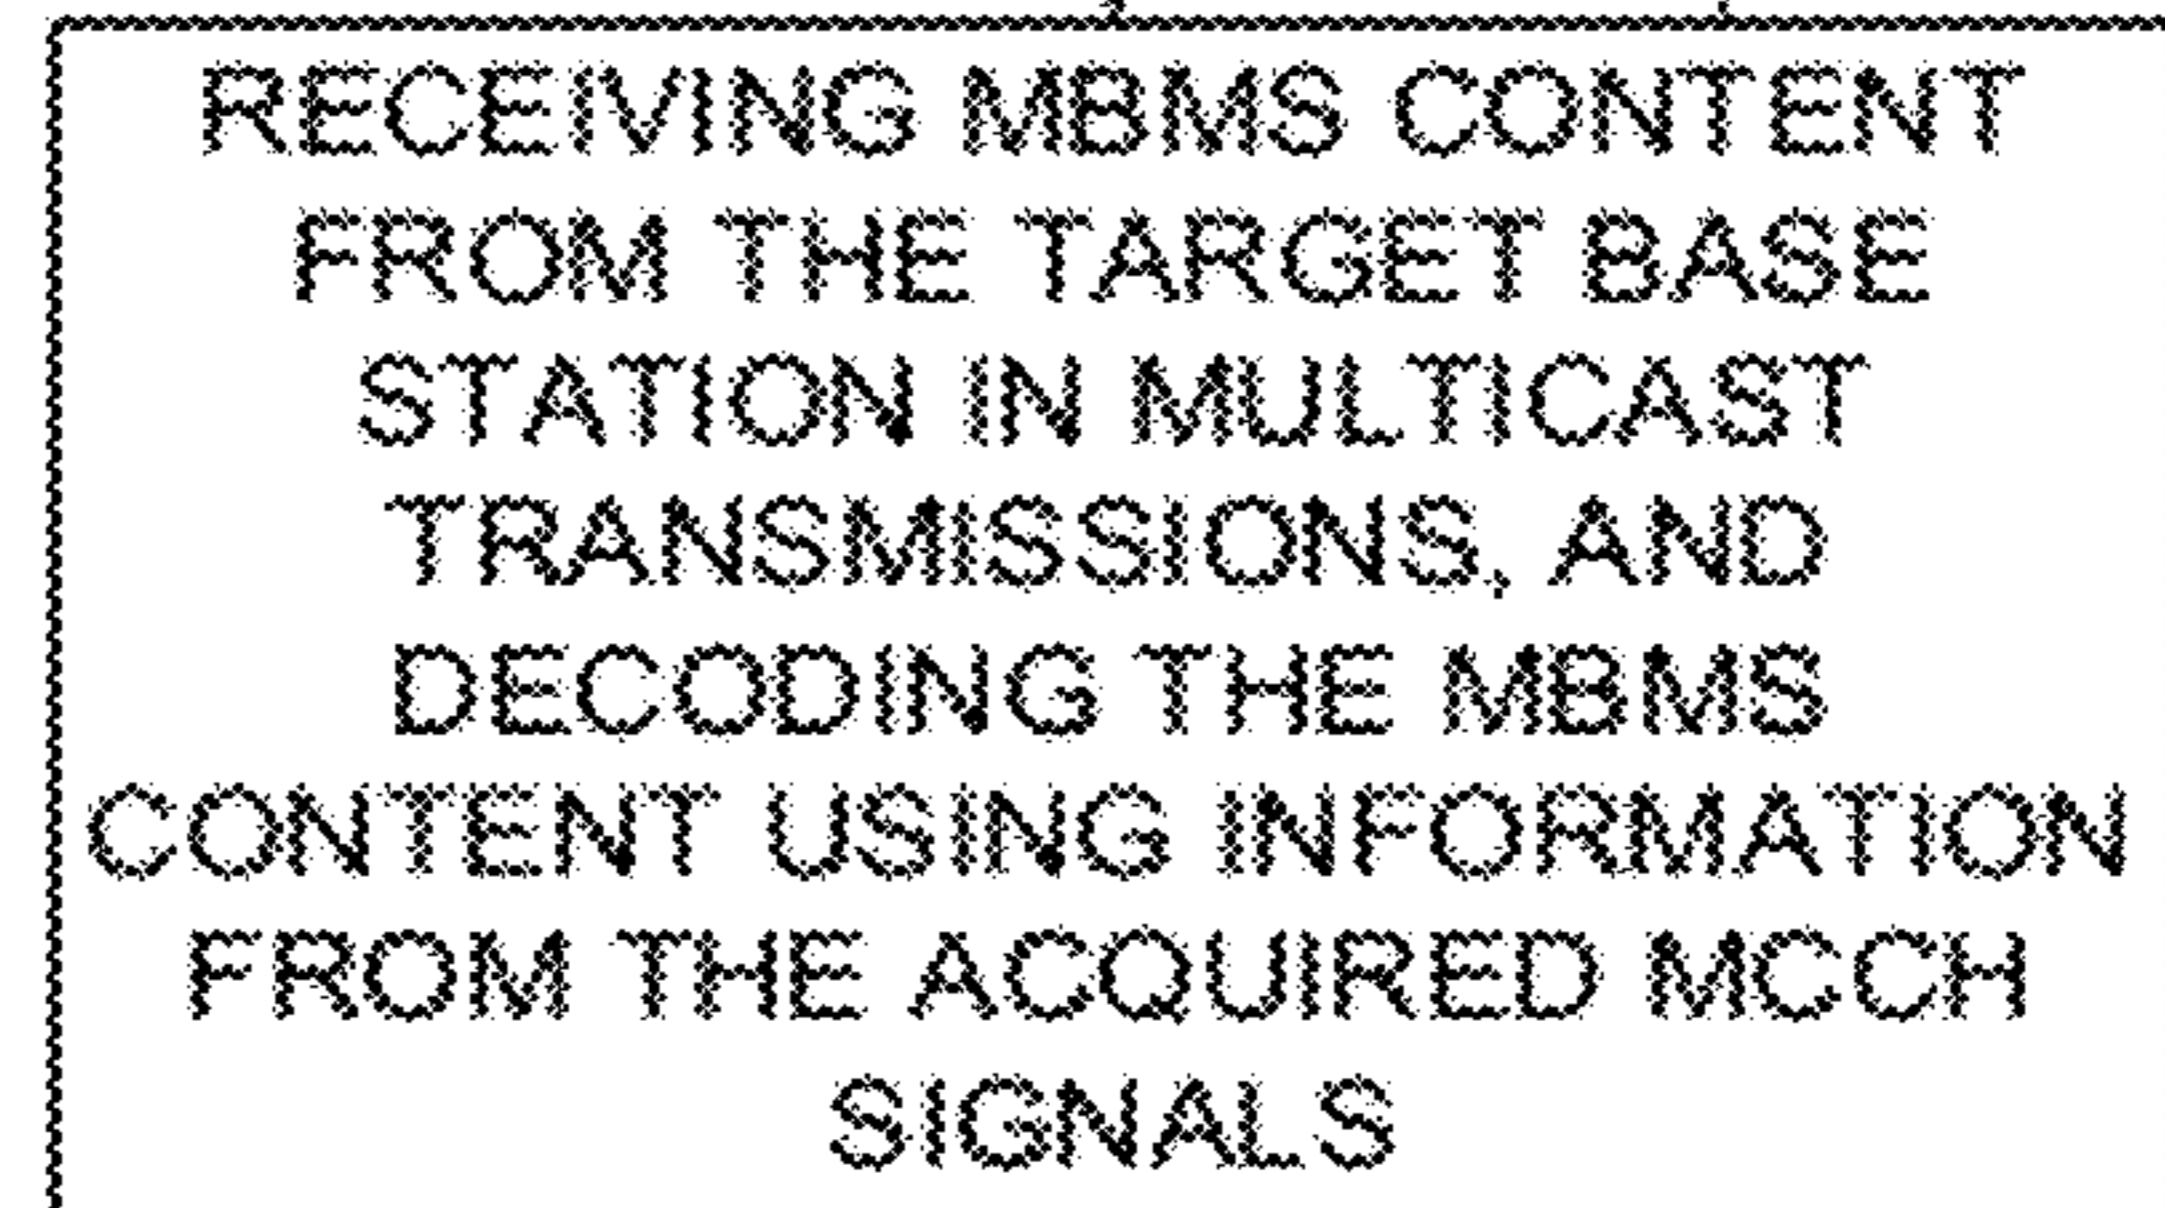 RECEIVING MBMS CONTENT
FROM THE TARGET BASE
STATION IN MULTICAST
TRANSMISSIONS, AND
DECODING THE MBMS
CONTENT USING INFORMATION
FROM THE ACQUIRED MCCH
SIGNALS